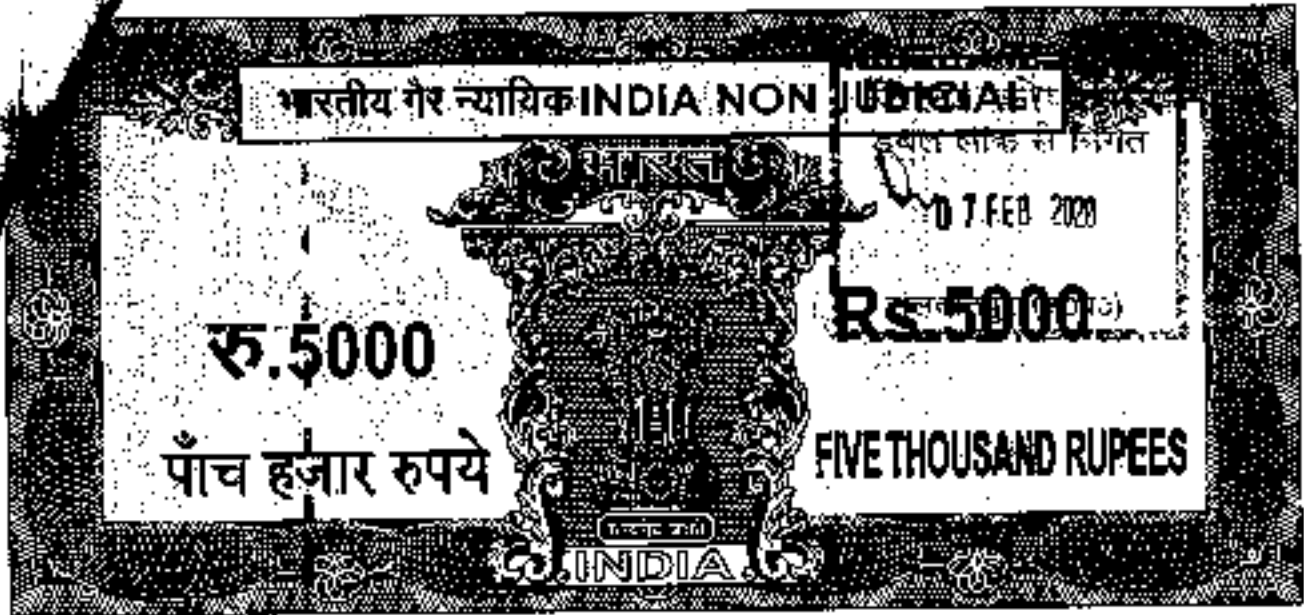 भारतीय गैर न्यायिक INDIA NON JUDICIAL
भारत
07 FEB 2020
रु.5000
Rs.5000
पाँच हजार रुपये
FIVE THOUSAND RUPEES
INDIA